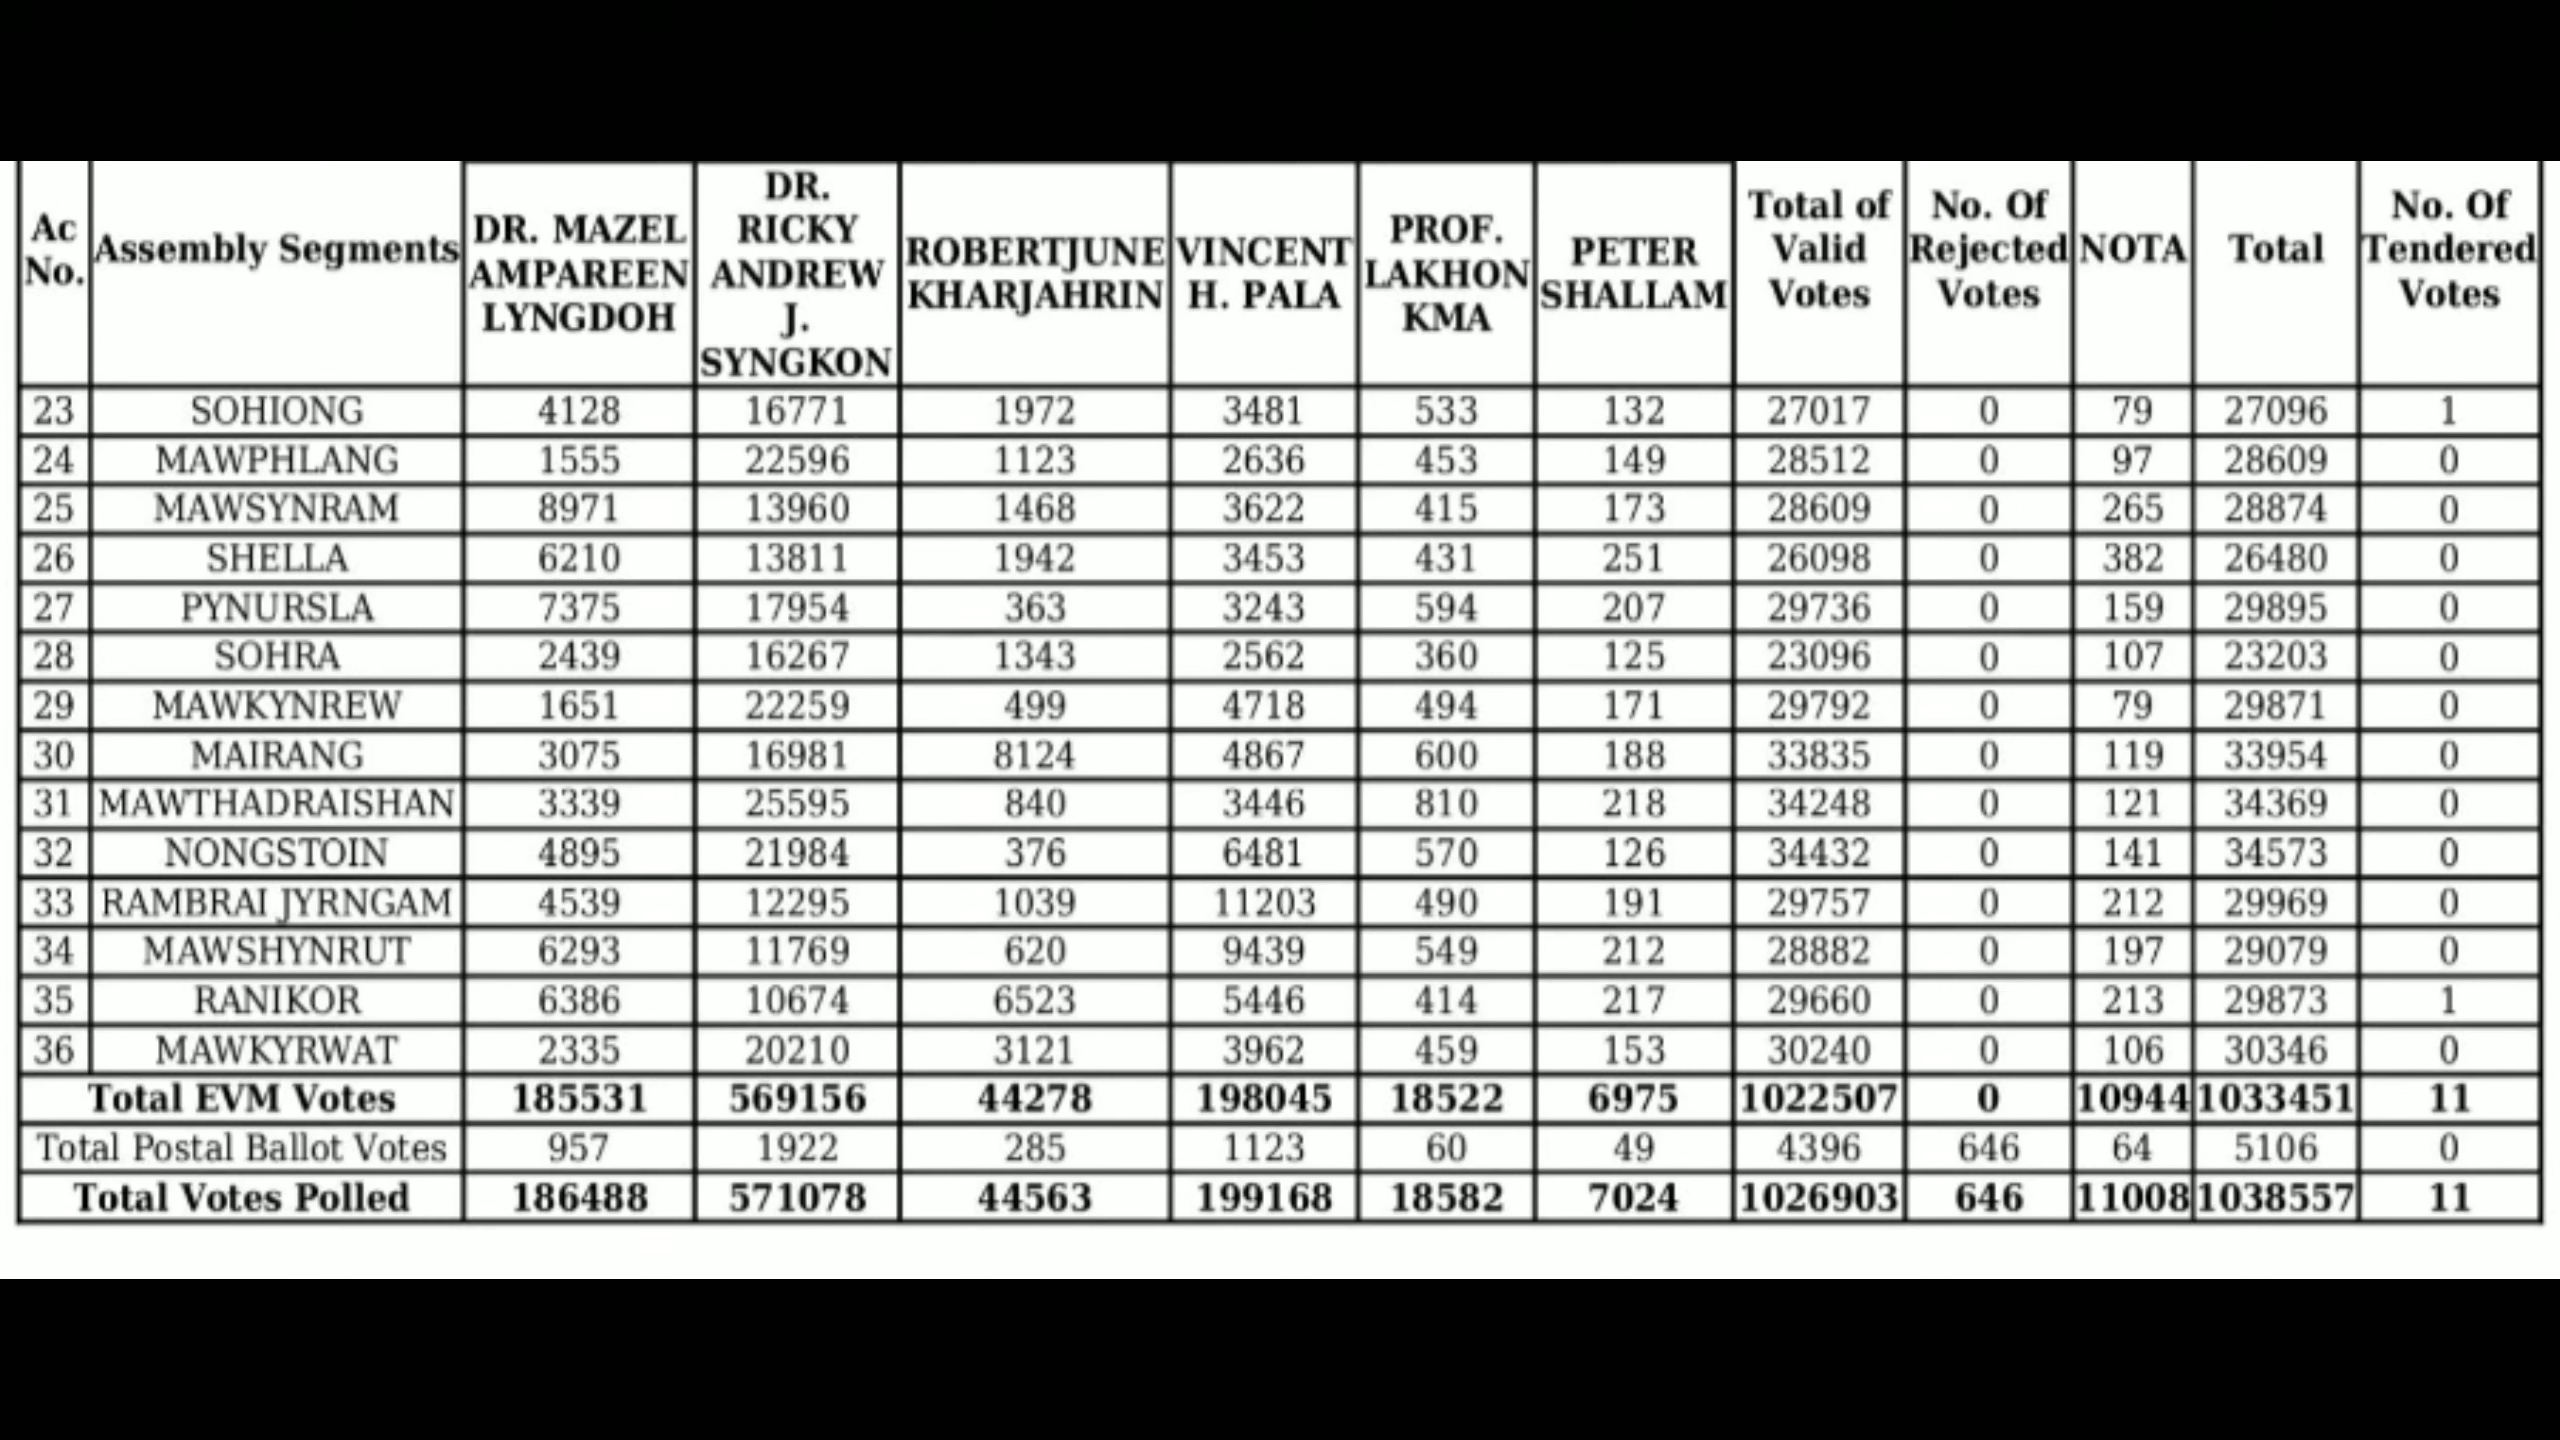 Ac No. Assembly Segments DR. MAZEL AMPAREEN LYNGDOH DR. RICKY ANDREW J. SYNGKON ROBERTJUNE KHARJAHRIN VINCENT H. PALA PROF. LAKHON KMA PETER SHALLAM Total of Valid Votes No. Of Rejected Votes NOTA Total No. Of Tendered Votes
23 SOHIONG 4128 16771 1972 3481 533 132 27017 0 79 27096 1
24 MAWPHLANG 1555 22596 1123 2636 453 149 28512 0 97 28609 0
25 MAWSYNRAM 8971 13960 1468 3622 415 173 28609 0 265 28874 0
26 SHELLA 6210 13811 1942 3453 431 251 26098 0 382 26480 0
27 PYNURSLA 7375 17954 363 3243 594 207 29736 0 159 29895 0
28 SOHRA 2439 16267 1343 2562 360 125 23096 0 107 23203 0
29 MAWKYNREW 1651 22259 499 4718 494 171 29792 0 79 29871 0
30 MAIRANG 3075 16981 8124 4867 600 188 33835 0 119 33954 0
31 MAWTHADRAISHAN 3339 25595 840 3446 810 218 34248 0 121 34369 0
32 NONGSTOIN 4895 21984 376 6481 570 126 34432 0 141 34573 0
33 RAMBRAI JYRNGAM 4539 12295 1039 11203 490 191 29757 0 212 29969 0
34 MAWSHYNRUT 6293 11769 620 9439 549 212 28882 0 197 29079 0
35 RANIKOR 6386 10674 6523 5446 414 217 29660 0 213 29873 1
36 MAWKYRWAT 2335 20210 3121 3962 459 153 30240 0 106 30346 0
Total EVM Votes 185531 569156 44278 198045 18522 6975 1022507 0 10944 1033451 11
Total Postal Ballot Votes 957 1922 285 1123 60 49 4396 646 64 5106 0
Total Votes Polled 186488 571078 44563 199168 18582 7024 1026903 646 11008 1038557 11